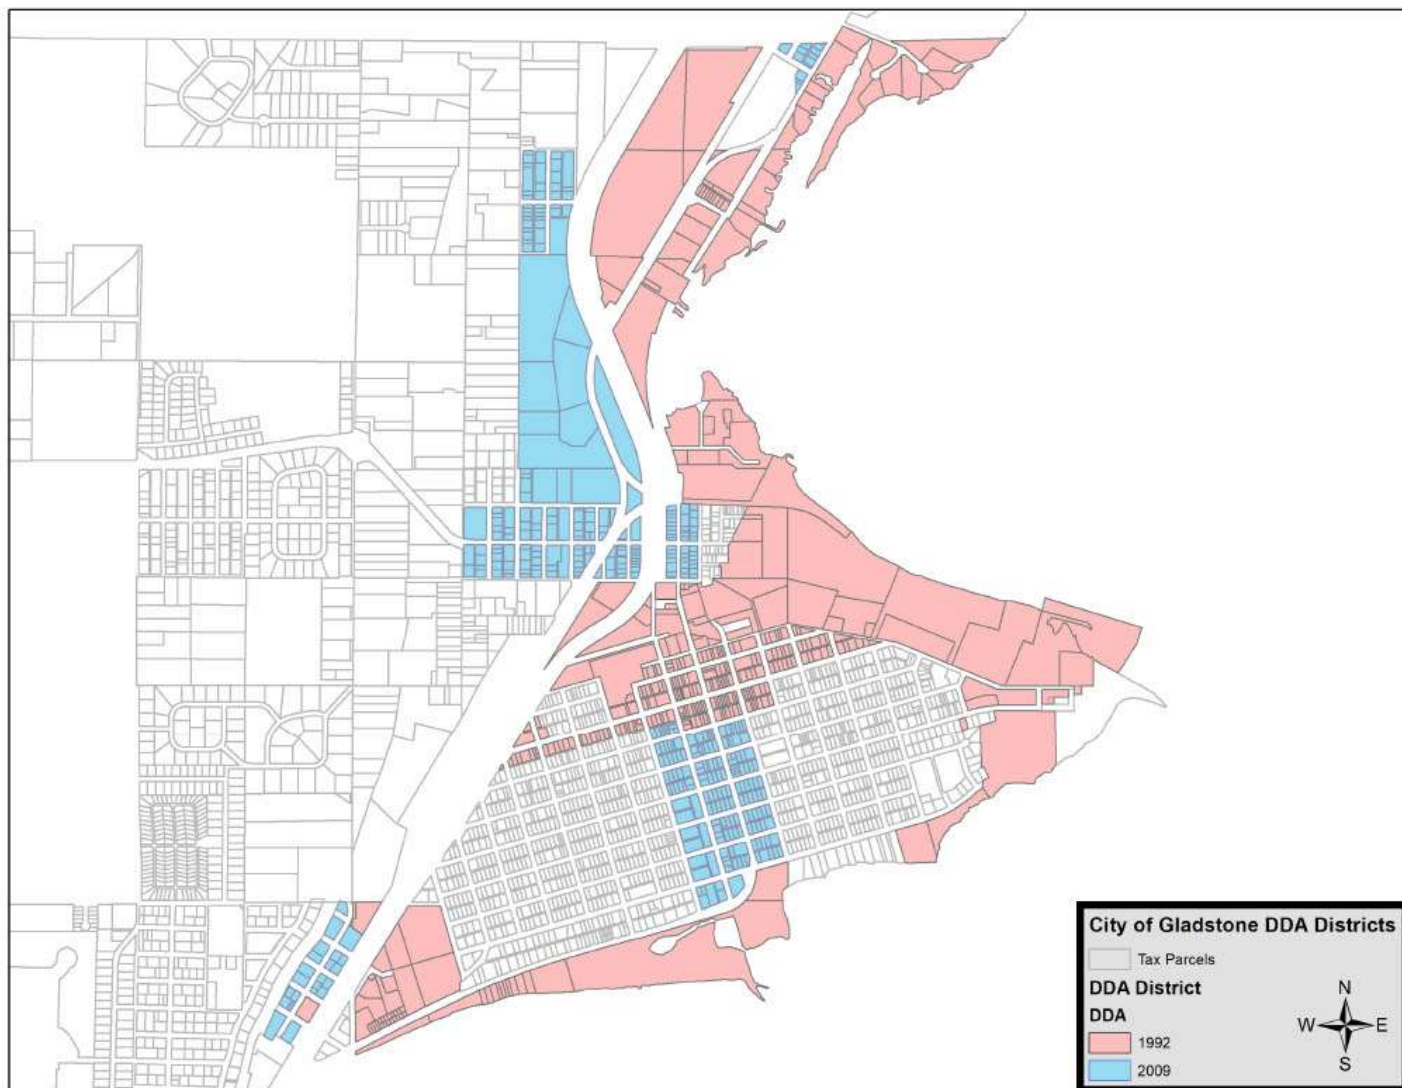 City of Gladstone DDA Districts
Tax Parcels
DDA District
DDA
1992
2009
N
W E
S